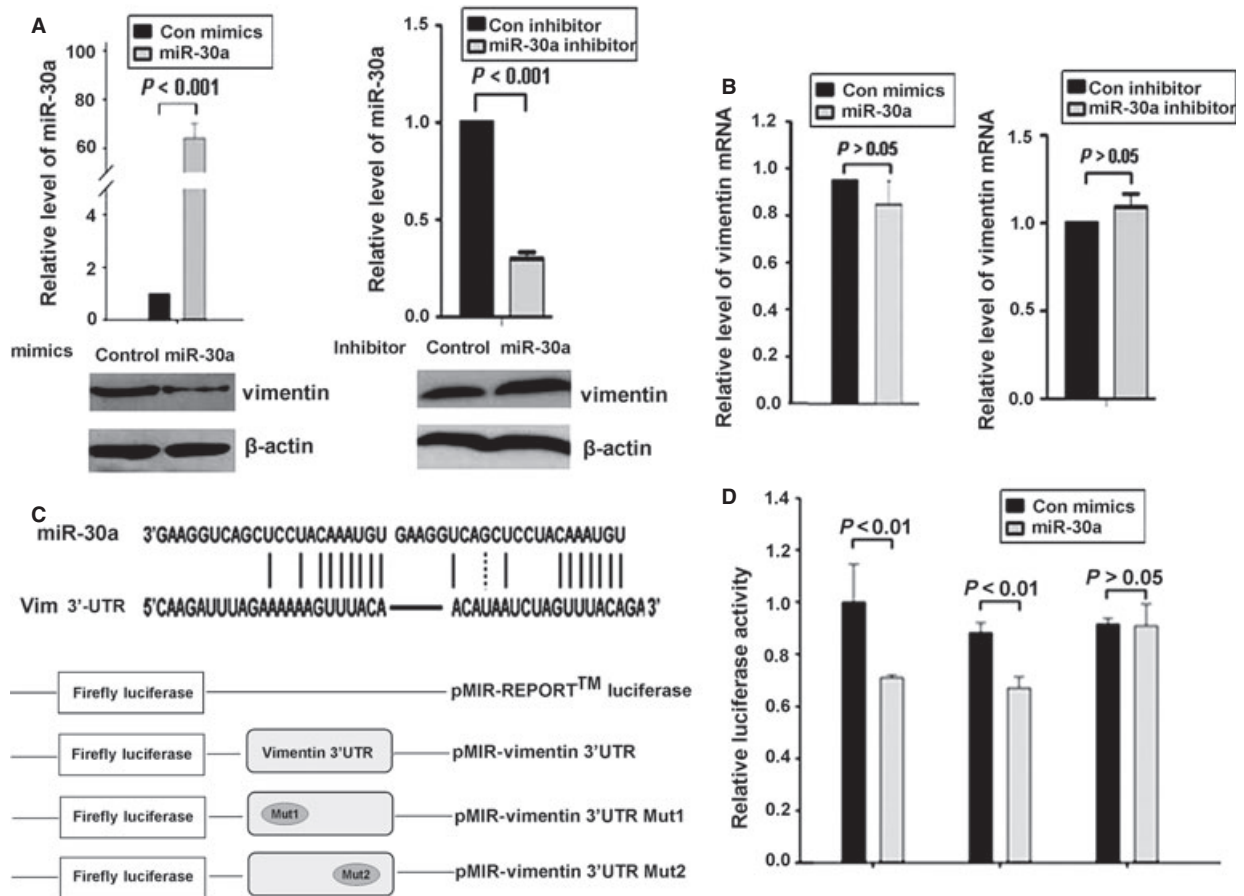 A
Con mimics
miR-30a
P < 0.001
Relative level of miR-30a
100
80
60
4
2
0
mimics Control miR-30a
vimentin
β-actin
Con inhibitor
miR-30a inhibitor
P < 0.001
Relative level of miR-30a
1.5
1.0
0.5
0.0
Inhibitor Control miR-30a
vimentin
β-actin
B
Con mimics
miR-30a
P > 0.05
Relative level of vimentin mRNA
1.2
1.0
0.8
0.6
0.4
0.2
0.0
Con inhibitor
miR-30a inhibitor
P > 0.05
Relative level of vimentin mRNA
1.5
1.0
0.5
0.0
C
miR-30a 3'GAAGGUCAGCUCCUACAAAUGU GAAGGUCAGCUCCUACAAAUGU
Vim 3'-UTR 5'CAAGAUUUAGAAAAAAGUUUACA ACAUAAUCUAGUUUACAGA 3'
Firefly luciferase pMIR-REPORT™ luciferase
Firefly luciferase Vimentin 3'UTR pMIR-vimentin 3'UTR
Firefly luciferase Mut1 pMIR-vimentin 3'UTR Mut1
Firefly luciferase Mut2 pMIR-vimentin 3'UTR Mut2
D
Con mimics
miR-30a
P < 0.01
P < 0.01
P > 0.05
Relative luciferase activity
1.4
1.2
1.0
0.8
0.6
0.4
0.2
0.0